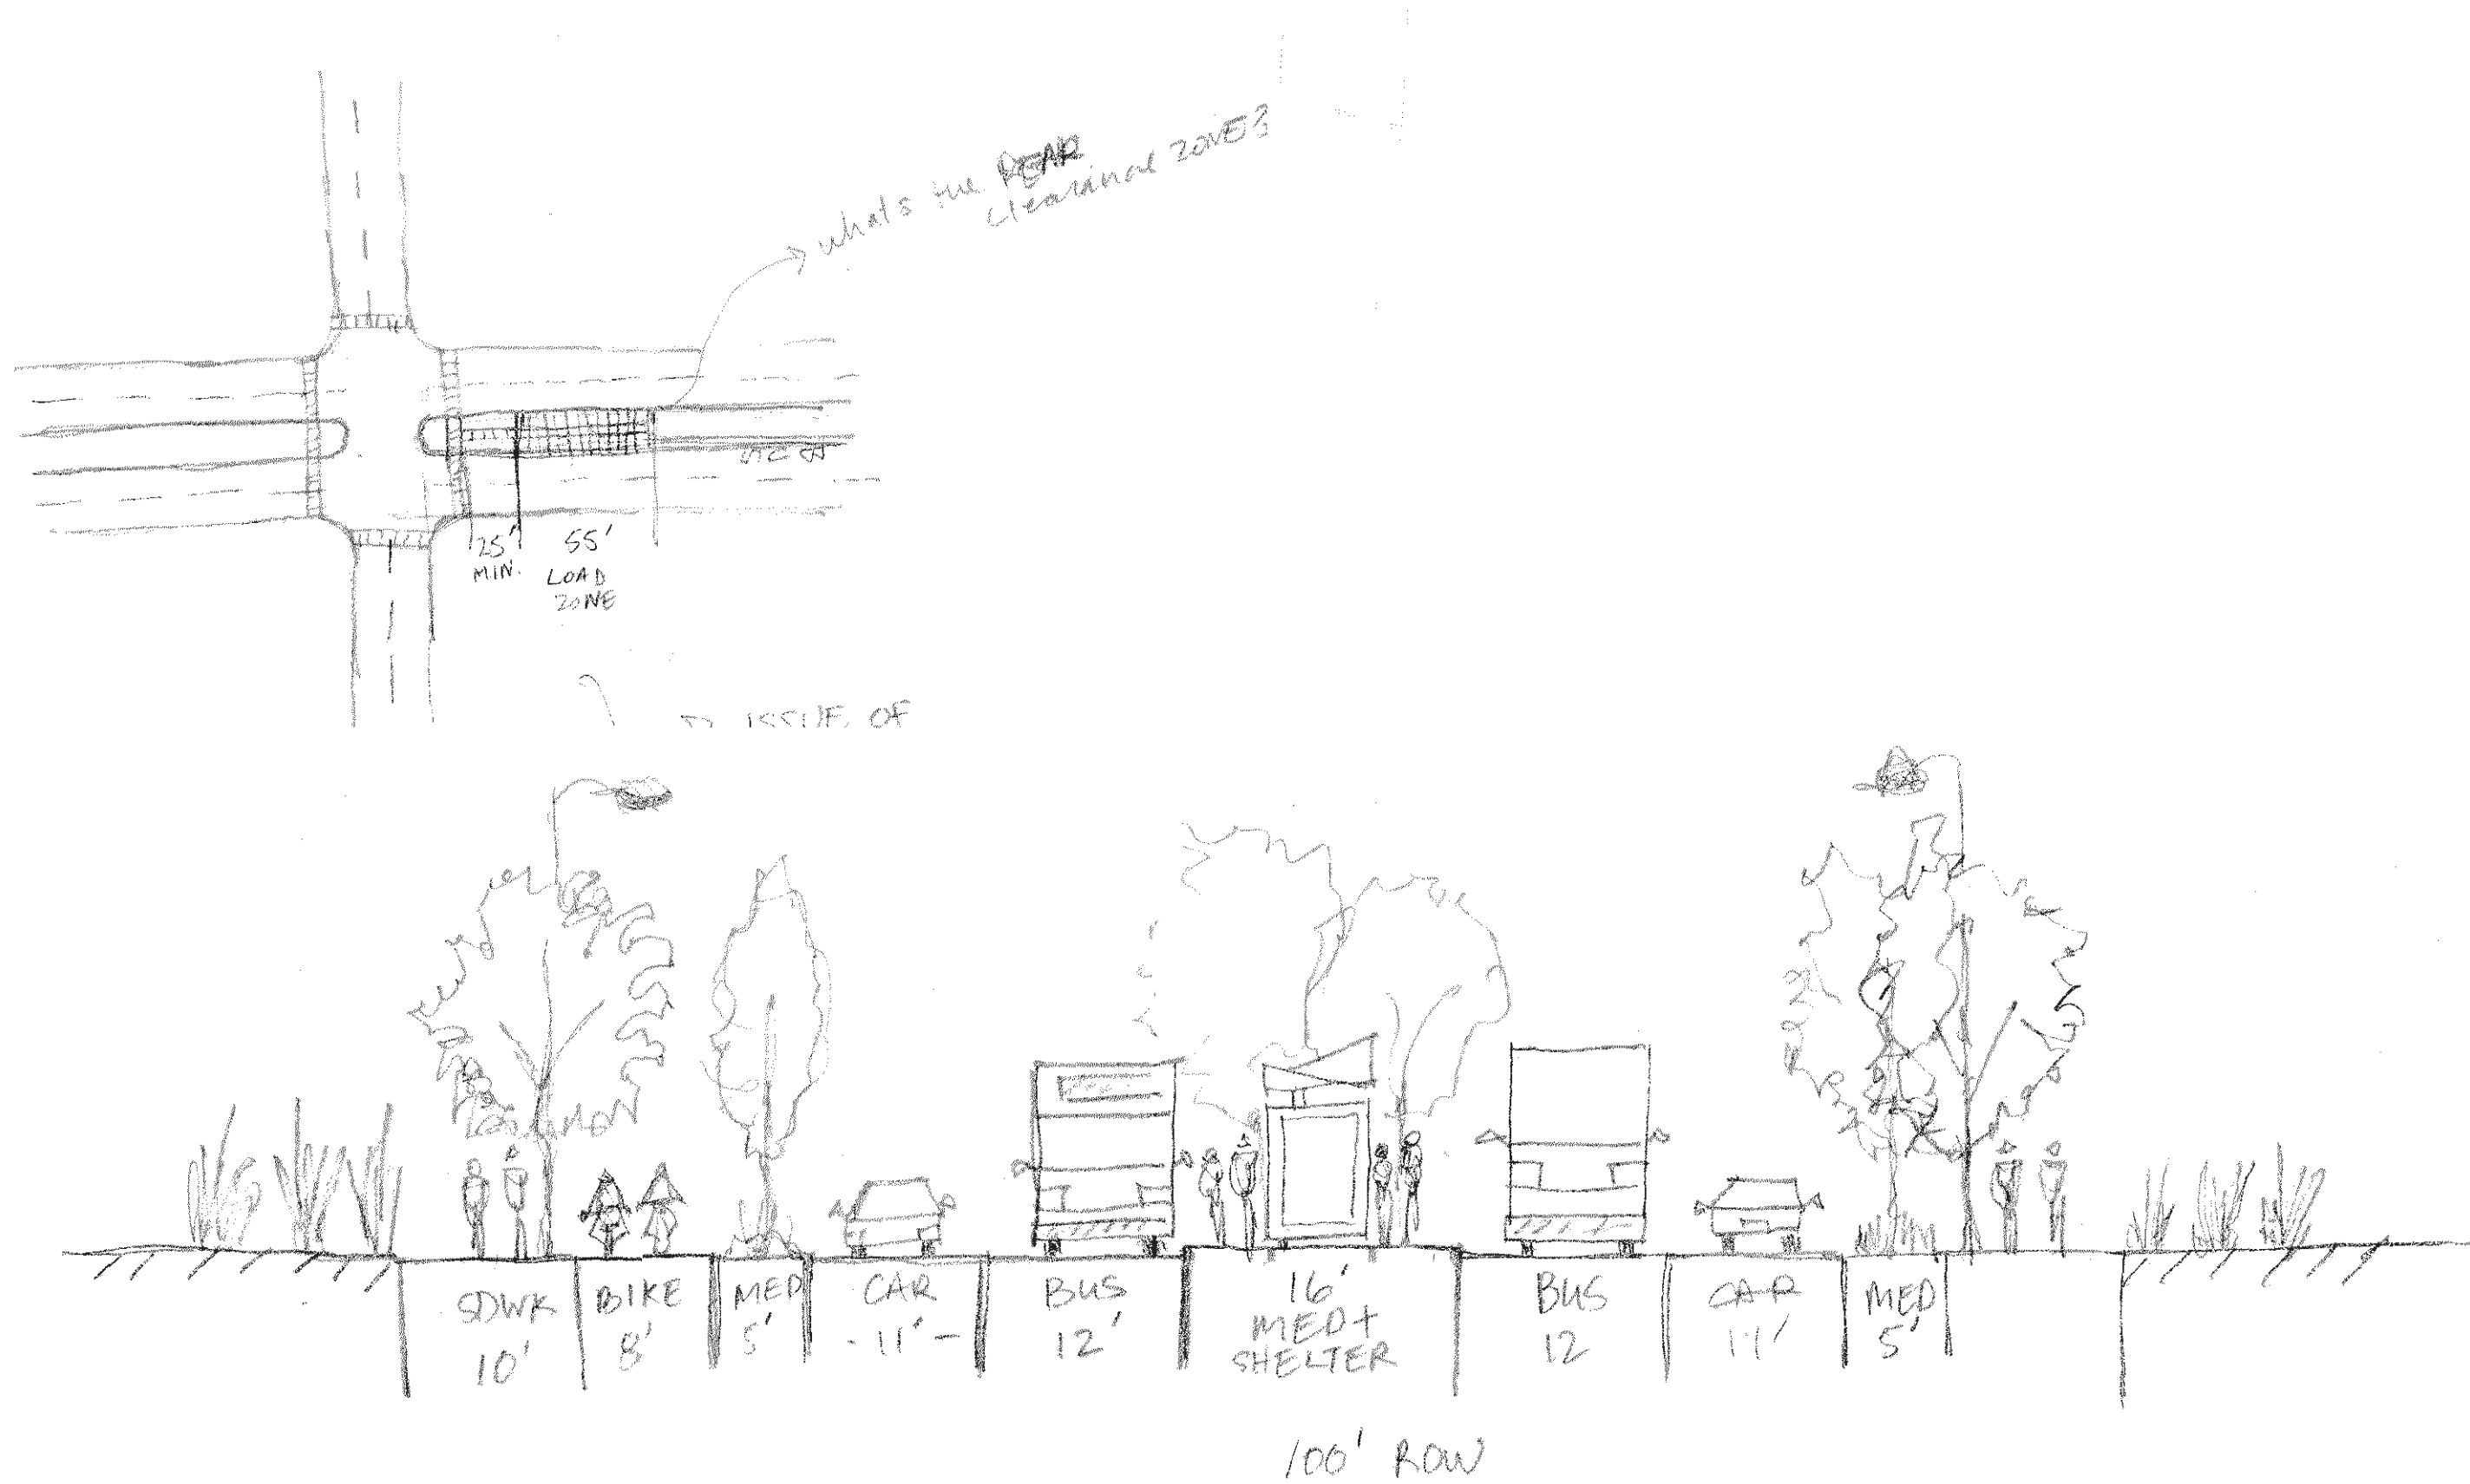 what's the REAR
clearance ZONE?
25'
MIN.
55'
LOAD
ZONE
ISSUE OF
SDWK
10'
BIKE
8'
MED
5'
CAR
- 11' -
BUS
12'
16'
MED+
SHELTER
BUS
12
CAR
11'
MED
5'
100' ROW